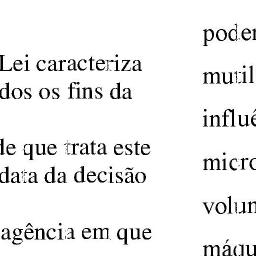 Lei caracteriza
dos os fins da
de que trata este
data da decisão
agência em que
poder
mutil
influê
micro
volun
máqu